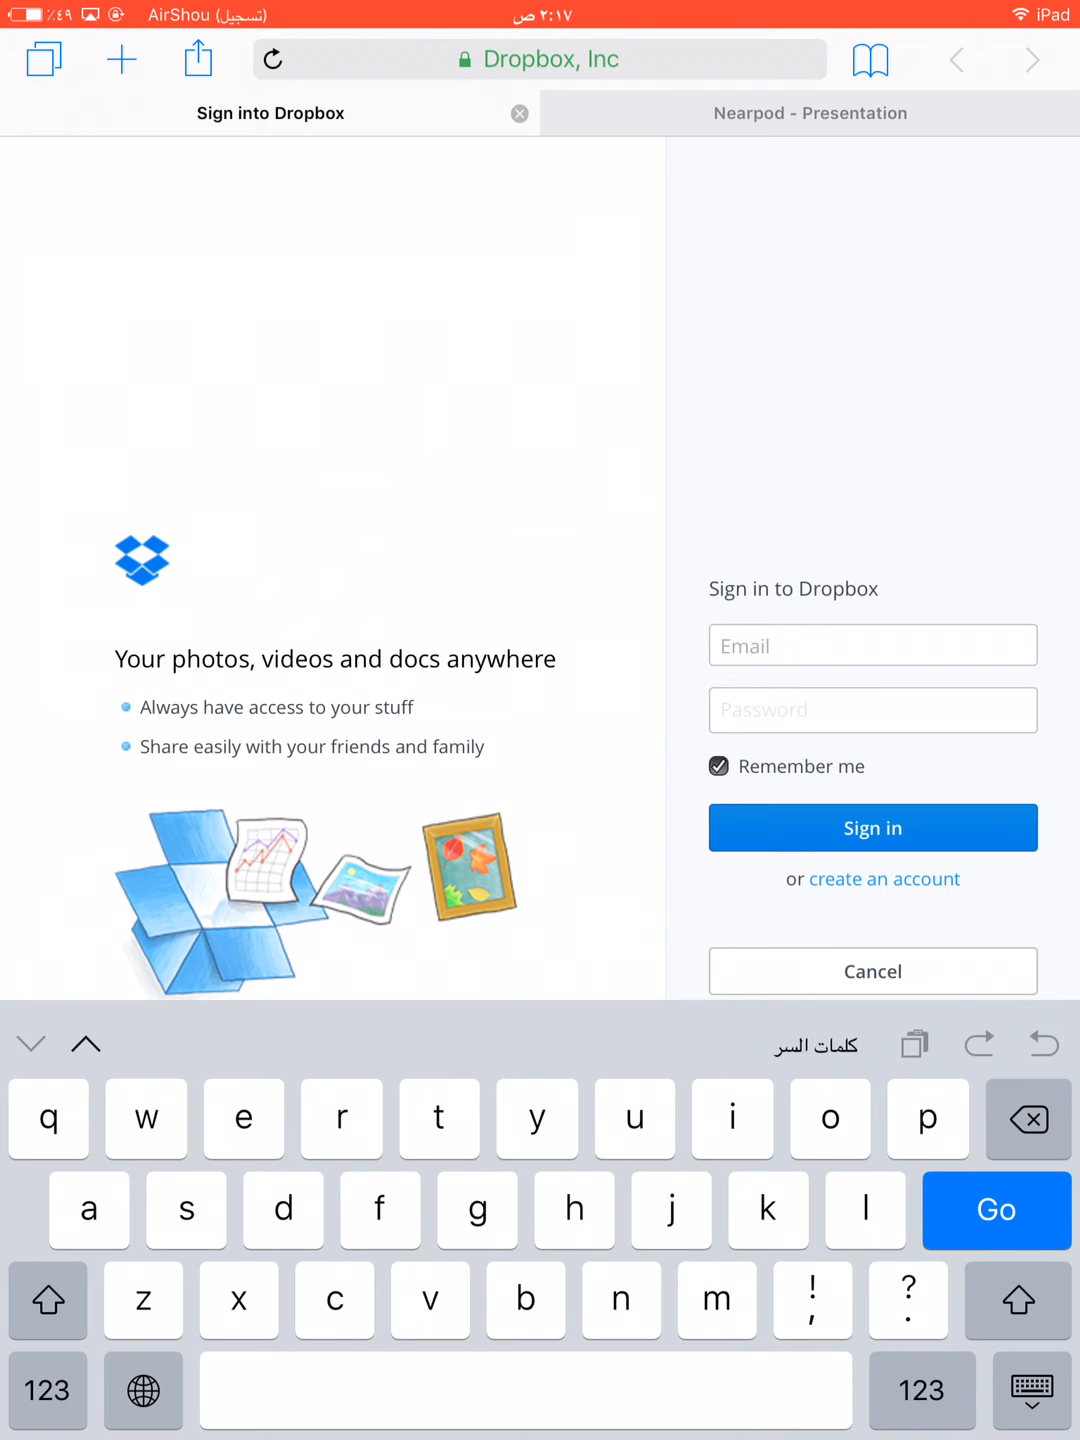 ٪٤٩ AirShou (تسجيل) ٢:١٧ ص iPad
Dropbox, Inc
Sign into Dropbox
Nearpod - Presentation
Sign in to Dropbox
Email
Password
Remember me
Sign in
or create an account
Cancel
Your photos, videos and docs anywhere
Always have access to your stuff
Share easily with your friends and family
كلمات السر
q w e r t y u i o p
a s d f g h j k l Go
z x c v b n m ! , ? .
123 123